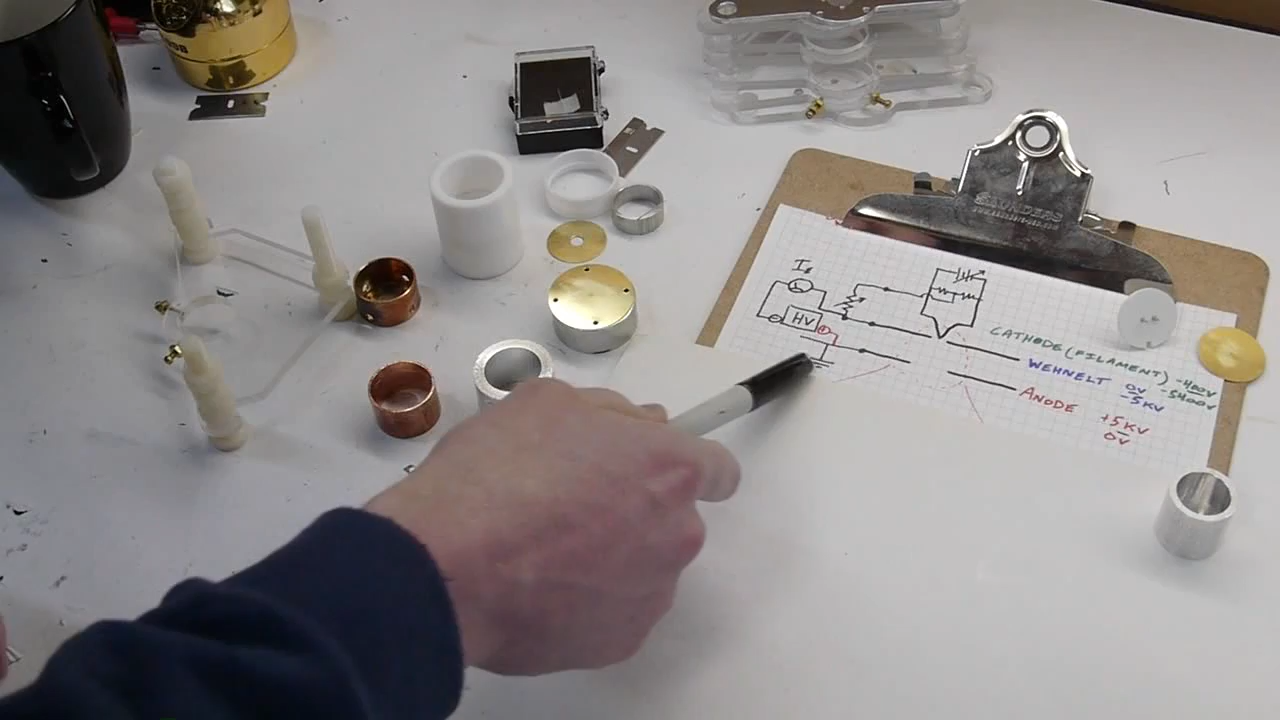 SAUNDERS
I
HV
CATHODE (FILAMENT) -400V
-5400V
WEHNELT 0V
-5KV
ANODE +5KV
0V